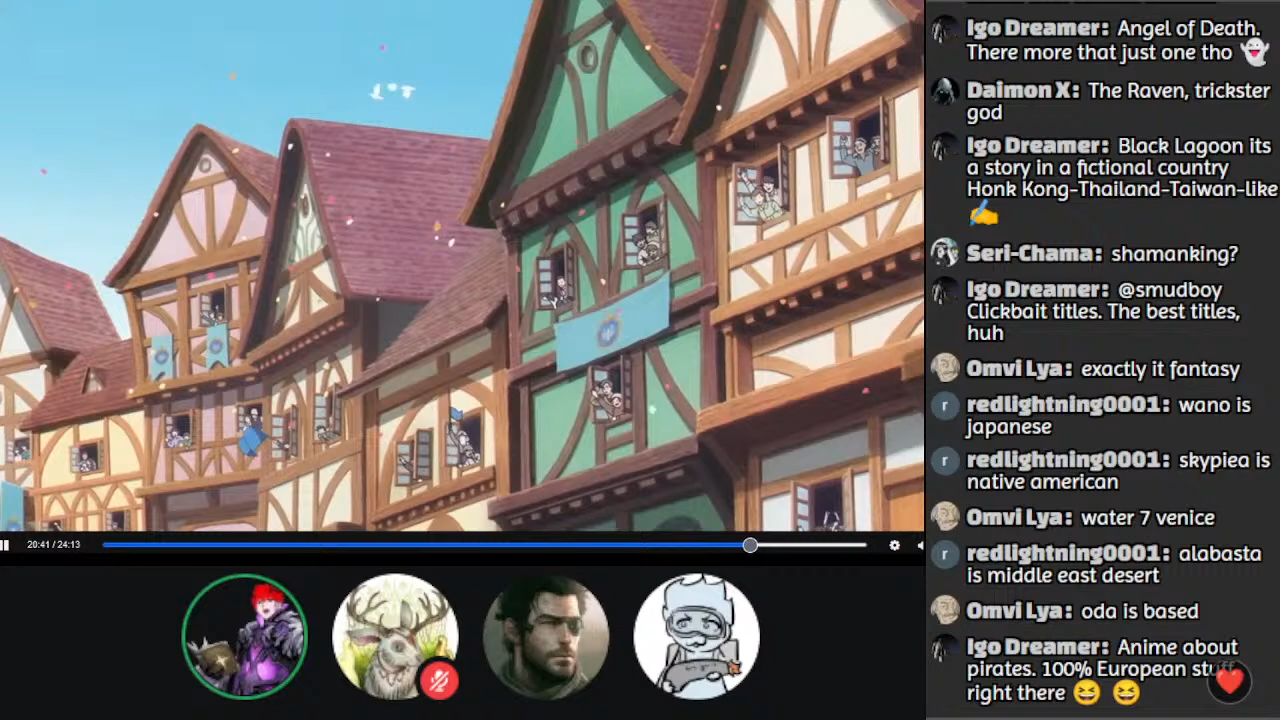 Igo Dreamer: Angel of Death.
There more that just one tho 👻
Daimon X: The Raven, trickster
god
Igo Dreamer: Black Lagoon its
a story in a fictional country
Honk Kong-Thailand-Taiwan-like
✍️
Seri-Chama: shamanking?
Igo Dreamer: @smudboy
Clickbait titles. The best titles,
huh
Omvi Lya: exactly it fantasy
r redlightning0001: wano is
japanese
r redlightning0001: skypiea is
native american
Omvi Lya: water 7 venice
r redlightning0001: alabasta
is middle east desert
Omvi Lya: oda is based
Igo Dreamer: Anime about
pirates. 100% European stuff
right there 😆 😆
20:41 / 24:13